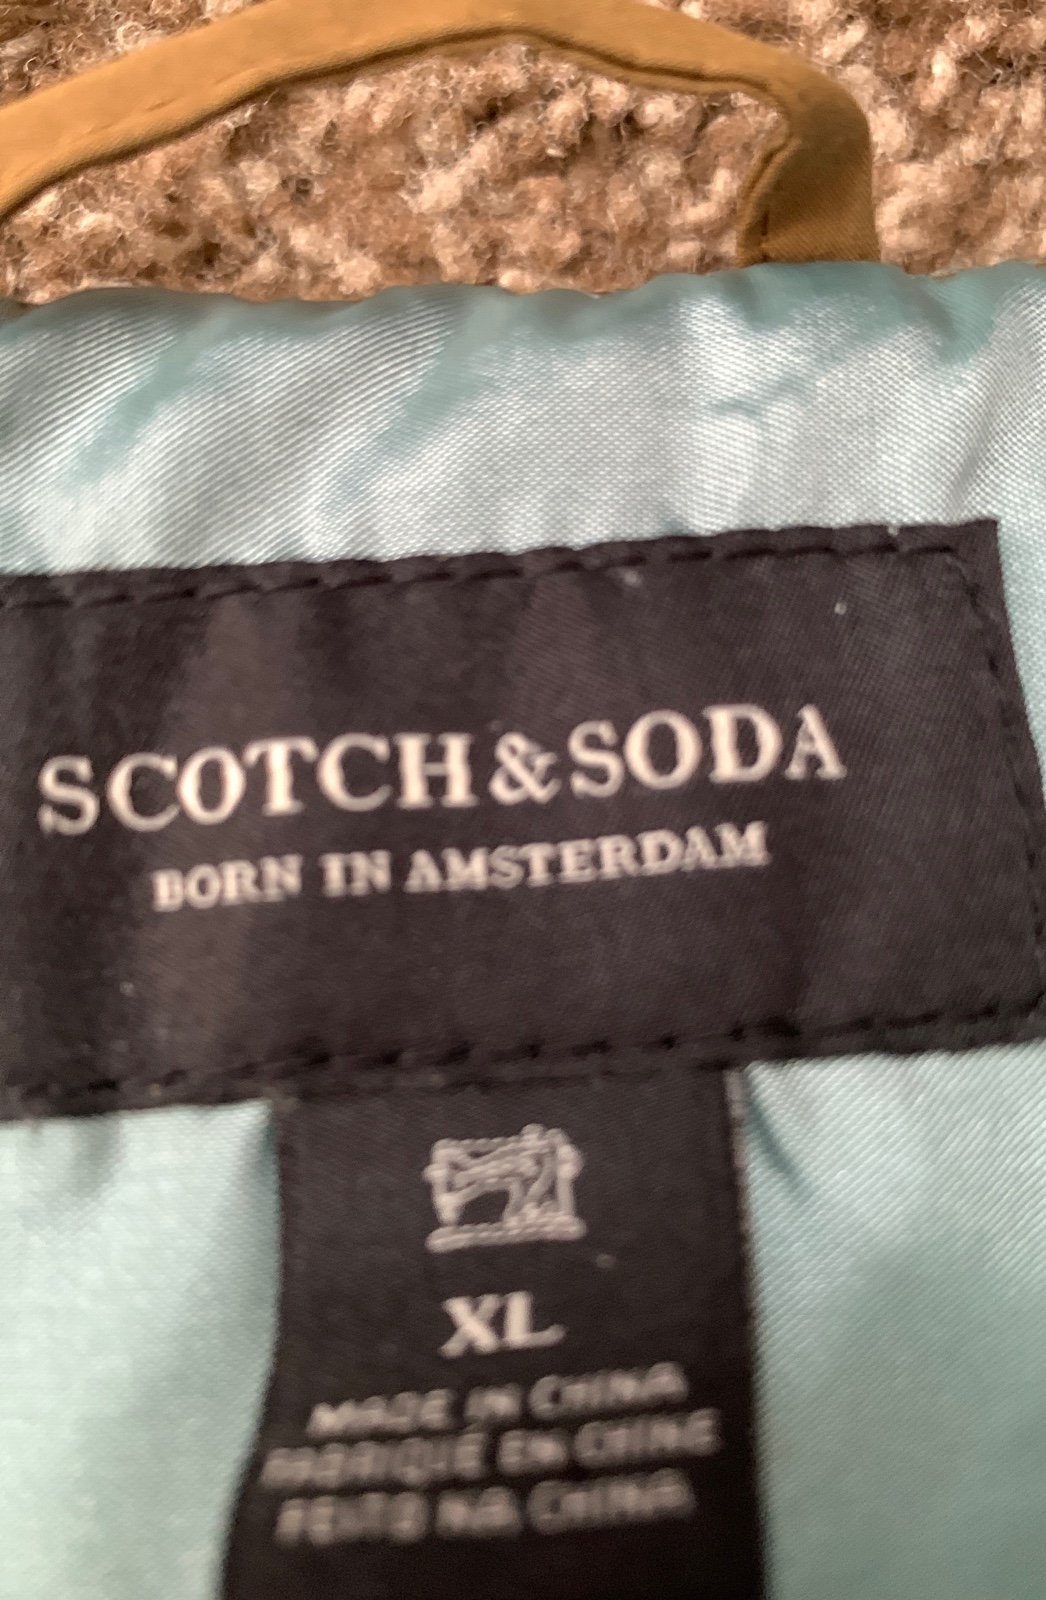 SCOTCH & SODA
BORN IN AMSTERDAM
XL
MADE IN CHINA
FABRIQUÉ EN CHINE
FEITO NA CHINA